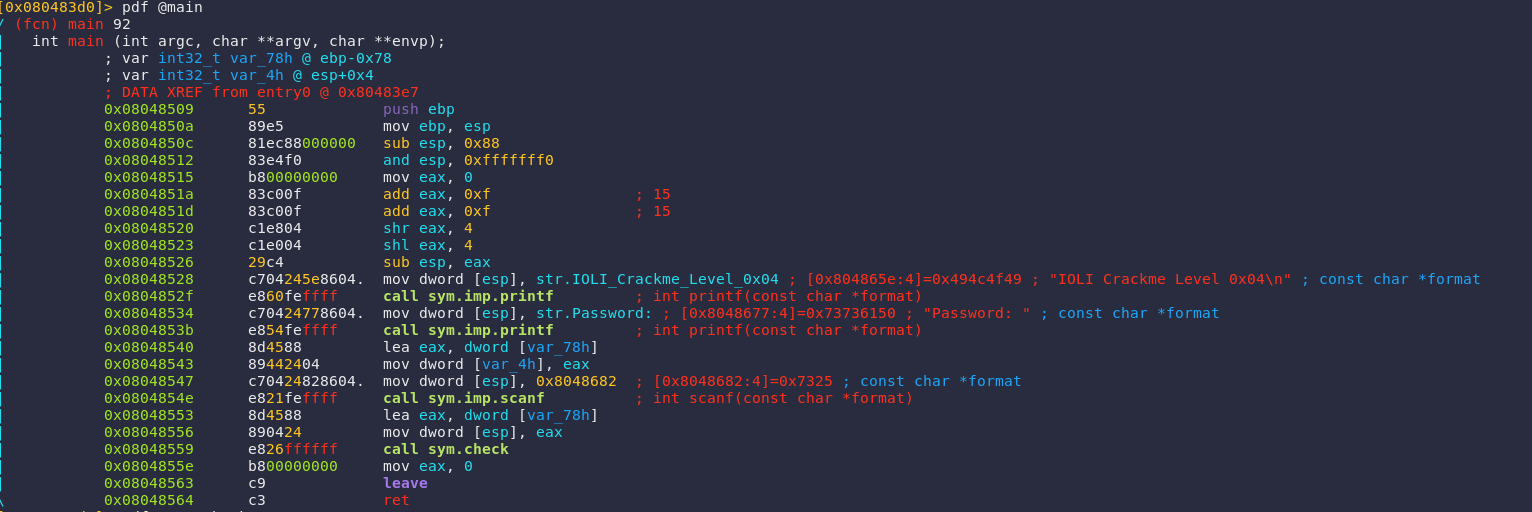 [0x080483d0]> pdf @main
/ (fcn) main 92
|   int main (int argc, char **argv, char **envp);
|           ; var int32_t var_78h @ ebp-0x78
|           ; var int32_t var_4h @ esp+0x4
|           ; DATA XREF from entry0 @ 0x80483e7
|           0x08048509      55             push ebp
|           0x0804850a      89e5           mov ebp, esp
|           0x0804850c      81ec88000000   sub esp, 0x88
|           0x08048512      83e4f0         and esp, 0xfffffff0
|           0x08048515      b800000000     mov eax, 0
|           0x0804851a      83c00f         add eax, 0xf                ; 15
|           0x0804851d      83c00f         add eax, 0xf                ; 15
|           0x08048520      c1e804         shr eax, 4
|           0x08048523      c1e004         shl eax, 4
|           0x08048526      29c4           sub esp, eax
|           0x08048528      c704245e8604.  mov dword [esp], str.IOLI_Crackme_Level_0x04 ; [0x804865e:4]=0x494c4f49 ; "IOLI Crackme Level 0x04\n" ; const char *format
|           0x0804852f      e860feffff     call sym.imp.printf         ; int printf(const char *format)
|           0x08048534      c70424778604.  mov dword [esp], str.Password: ; [0x8048677:4]=0x73736150 ; "Password: " ; const char *format
|           0x0804853b      e854feffff     call sym.imp.printf         ; int printf(const char *format)
|           0x08048540      8d4588         lea eax, dword [var_78h]
|           0x08048543      89442404       mov dword [var_4h], eax
|           0x08048547      c70424828604.  mov dword [esp], 0x8048682  ; [0x8048682:4]=0x7325 ; const char *format
|           0x0804854e      e821feffff     call sym.imp.scanf          ; int scanf(const char *format)
|           0x08048553      8d4588         lea eax, dword [var_78h]
|           0x08048556      890424         mov dword [esp], eax
|           0x08048559      e826ffffff     call sym.check
|           0x0804855e      b800000000     mov eax, 0
|           0x08048563      c9             leave
\           0x08048564      c3             ret